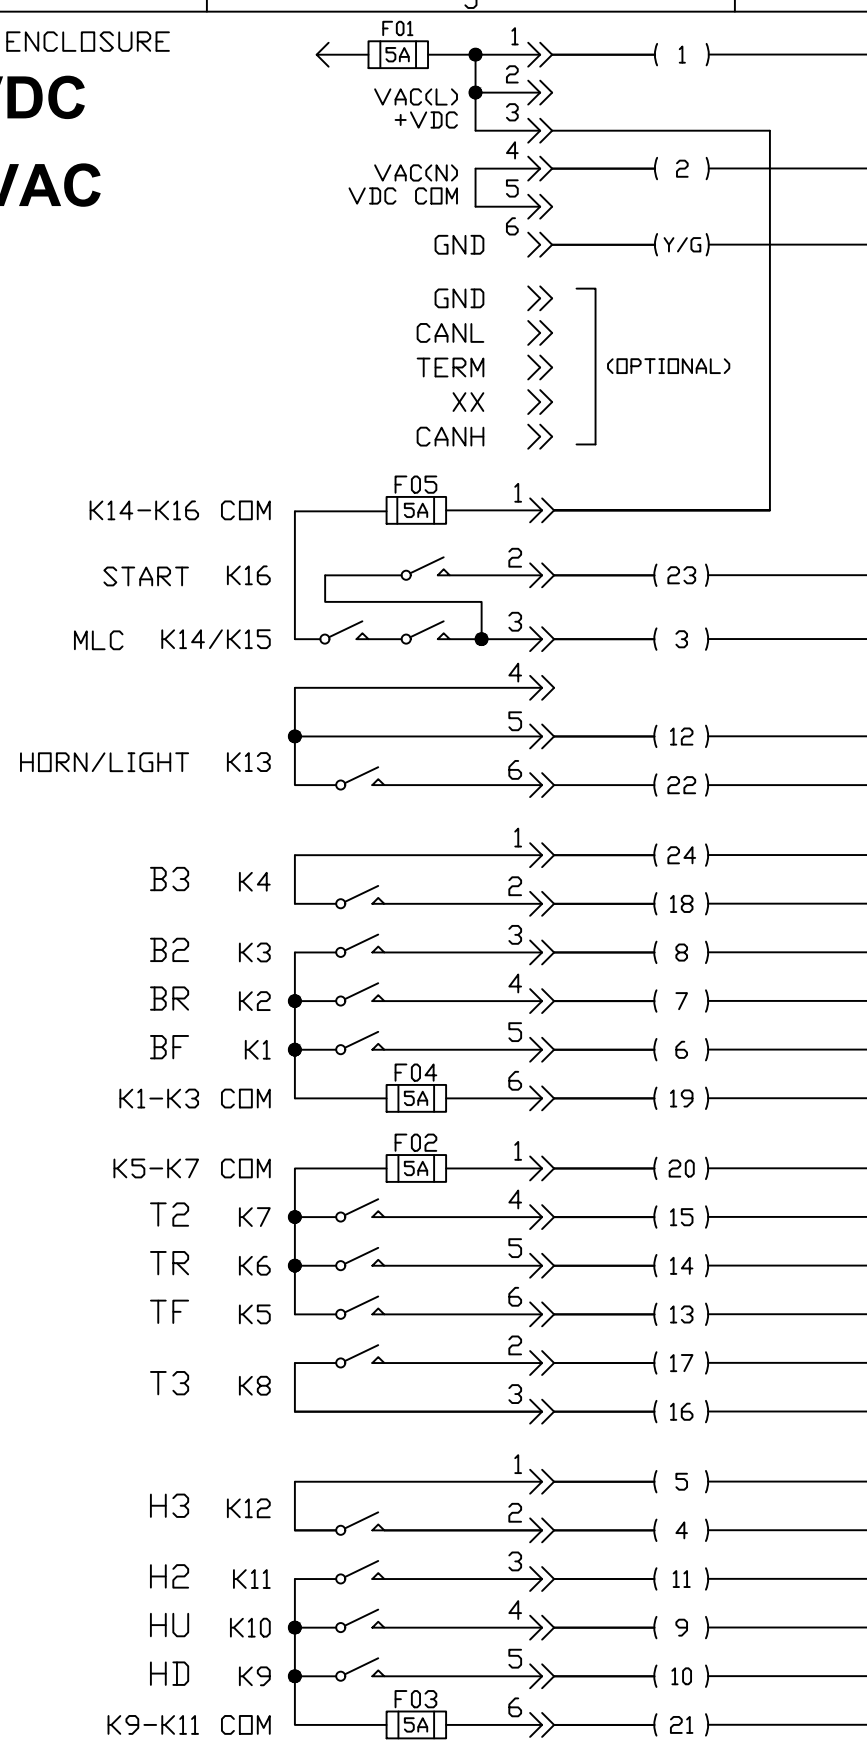 ENCLOSURE
VDC
VAC
F01
5A
1 ( 1 )
2
VAC(L)
+VDC
3
4 ( 2 )
VAC(N)
VDC COM
5
GND 6 (Y/G)
GND
CANL
TERM (OPTIONAL)
XX
CANH
F05
K14-K16 COM 5A 1
START K16 2 ( 23 )
MLC K14/K15 3 ( 3 )
4
5 ( 12 )
HORN/LIGHT K13
6 ( 22 )
1 ( 24 )
B3 K4
2 ( 18 )
B2 K3 3 ( 8 )
BR K2 4 ( 7 )
BF K1 5 ( 6 )
F04
K1-K3 COM 5A 6 ( 19 )
F02
K5-K7 COM 5A 1 ( 20 )
T2 K7 4 ( 15 )
TR K6 5 ( 14 )
TF K5 6 ( 13 )
2 ( 17 )
T3 K8
3 ( 16 )
1 ( 5 )
H3 K12
2 ( 4 )
H2 K11 3 ( 11 )
HU K10 4 ( 9 )
HD K9 5 ( 10 )
F03
K9-K11 COM 5A 6 ( 21 )